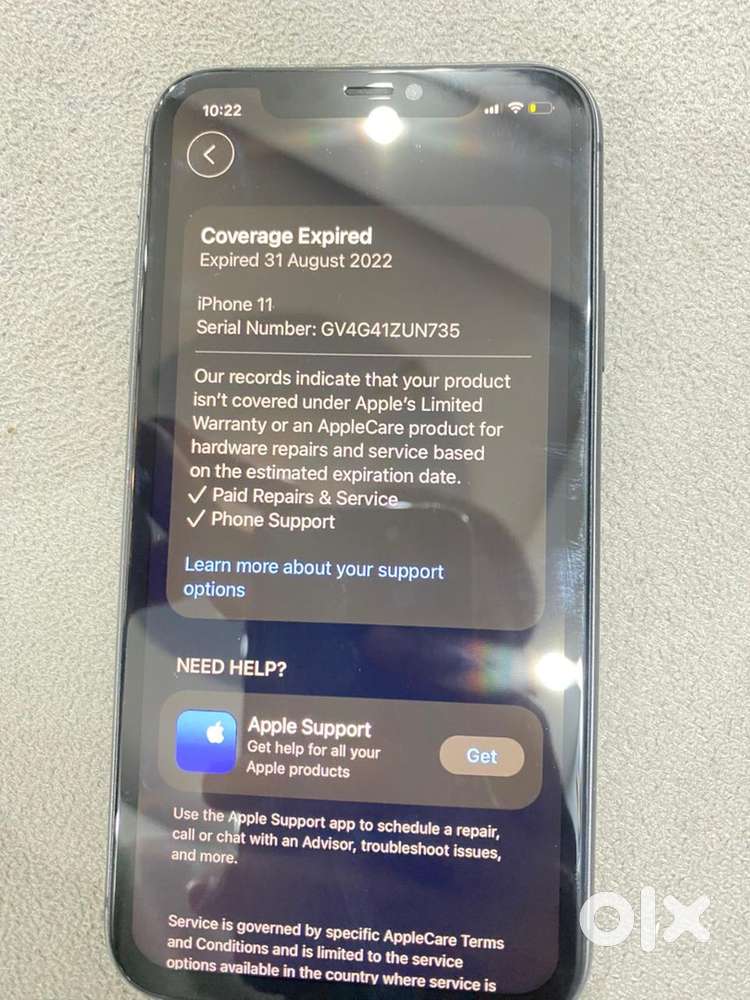 10:22
Coverage Expired
Expired 31 August 2022
iPhone 11
Serial Number: GV4G41ZUN735
Our records indicate that your product
isn't covered under Apple's Limited
Warranty or an AppleCare product for
hardware repairs and service based
on the estimated expiration date.
✓ Paid Repairs & Service
✓ Phone Support
Learn more about your support
options
NEED HELP?
Apple Support
Get help for all your
Apple products
Get
Use the Apple Support app to schedule a repair,
call or chat with an Advisor, troubleshoot issues,
and more.
Service is governed by specific AppleCare Terms
and Conditions and is limited to the service
options available in the country where service is
olx